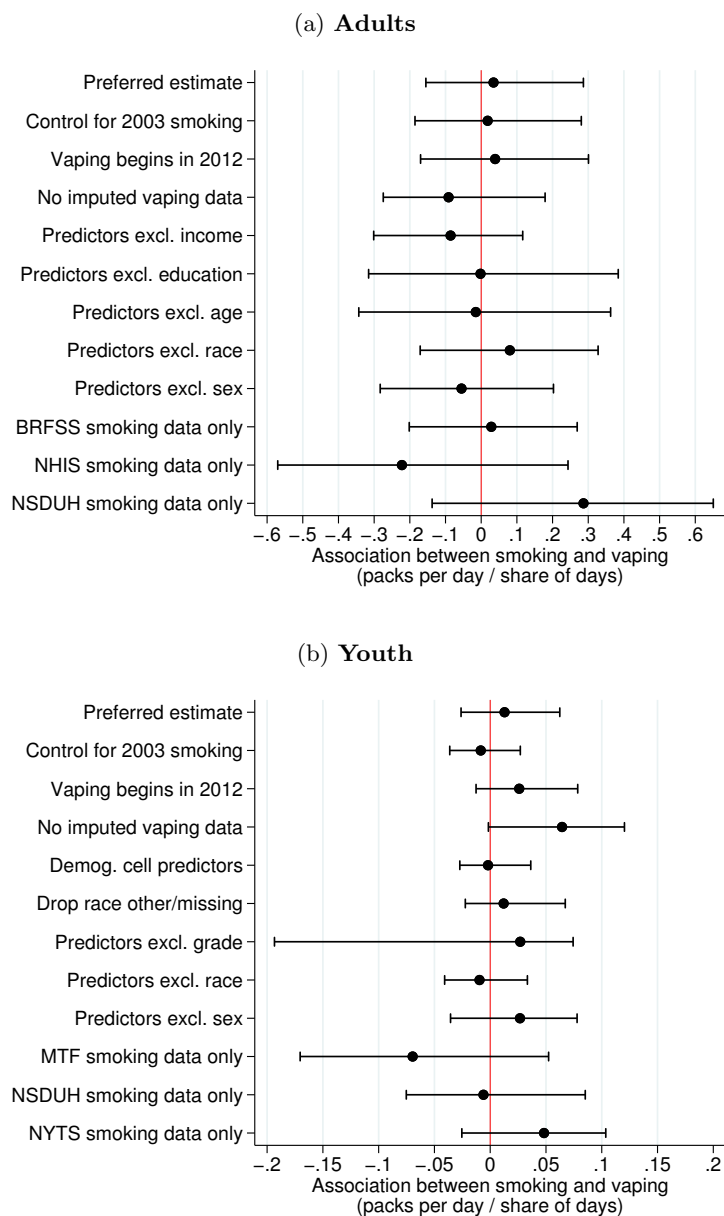 (a) Adults
Preferred estimate
Control for 2003 smoking
Vaping begins in 2012
No imputed vaping data
Predictors excl. income
Predictors excl. education
Predictors excl. age
Predictors excl. race
Predictors excl. sex
BRFSS smoking data only
NHIS smoking data only
NSDUH smoking data only
-.6 -.5 -.4 -.3 -.2 -.1 0 .1 .2 .3 .4 .5 .6
Association between smoking and vaping
(packs per day / share of days)
(b) Youth
Preferred estimate
Control for 2003 smoking
Vaping begins in 2012
No imputed vaping data
Demog. cell predictors
Drop race other/missing
Predictors excl. grade
Predictors excl. race
Predictors excl. sex
MTF smoking data only
NSDUH smoking data only
NYTS smoking data only
-.2 -.15 -.1 -.05 0 .05 .1 .15 .2
Association between smoking and vaping
(packs per day / share of days)